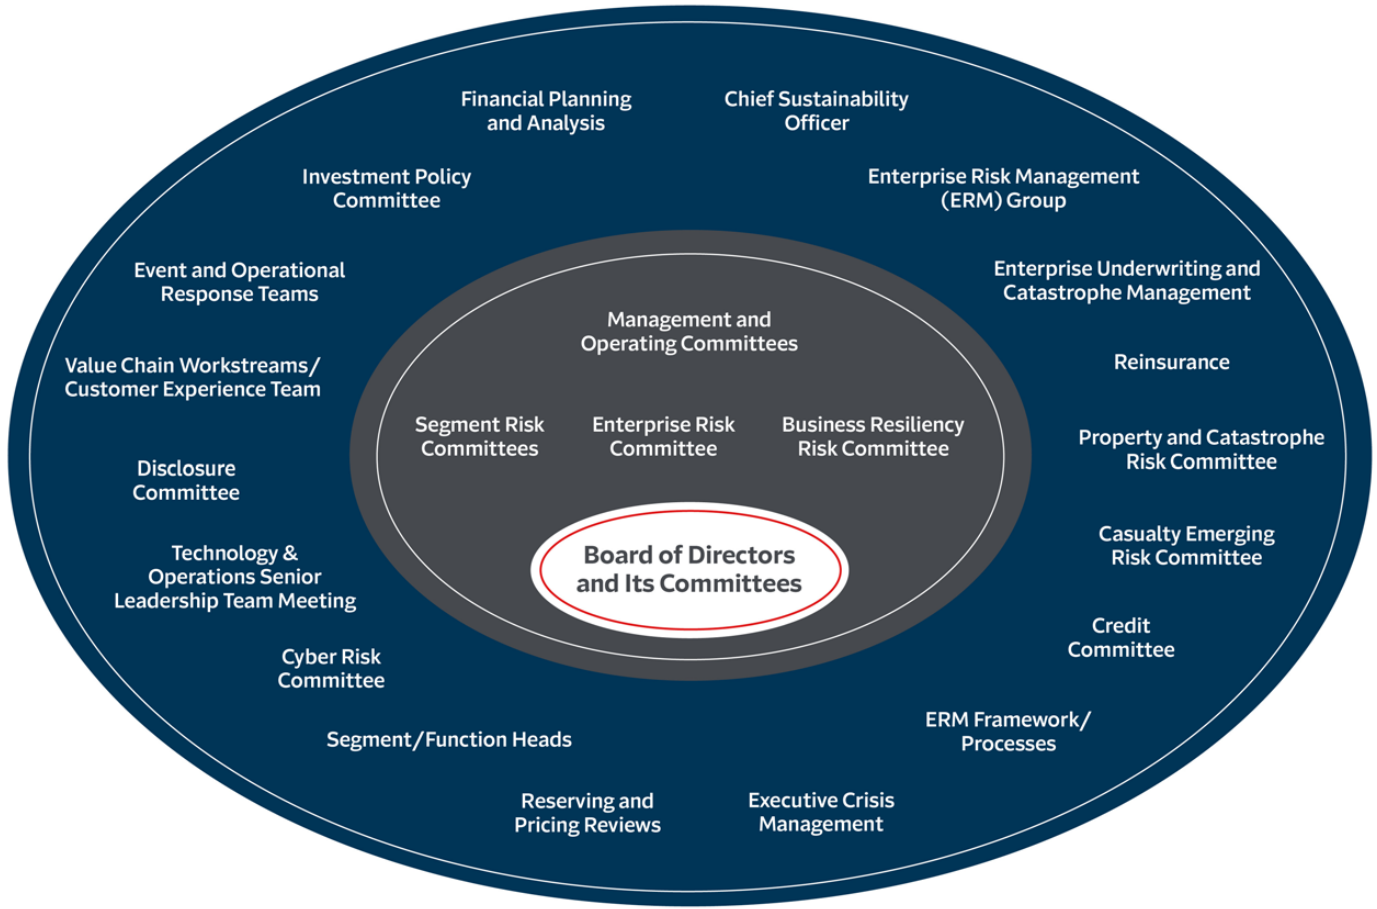 Financial Planning
and Analysis
Chief Sustainability
Officer
Investment Policy
Committee
Enterprise Risk Management
(ERM) Group
Event and Operational
Response Teams
Enterprise Underwriting and
Catastrophe Management
Management and
Operating Committees
Value Chain Workstreams/
Customer Experience Team
Reinsurance
Segment Risk
Committees
Enterprise Risk
Committee
Business Resiliency
Risk Committee
Property and Catastrophe
Risk Committee
Disclosure
Committee
Board of Directors
and Its Committees
Casualty Emerging
Risk Committee
Technology &
Operations Senior
Leadership Team Meeting
Credit
Committee
Cyber Risk
Committee
ERM Framework/
Processes
Segment/Function Heads
Reserving and
Pricing Reviews
Executive Crisis
Management